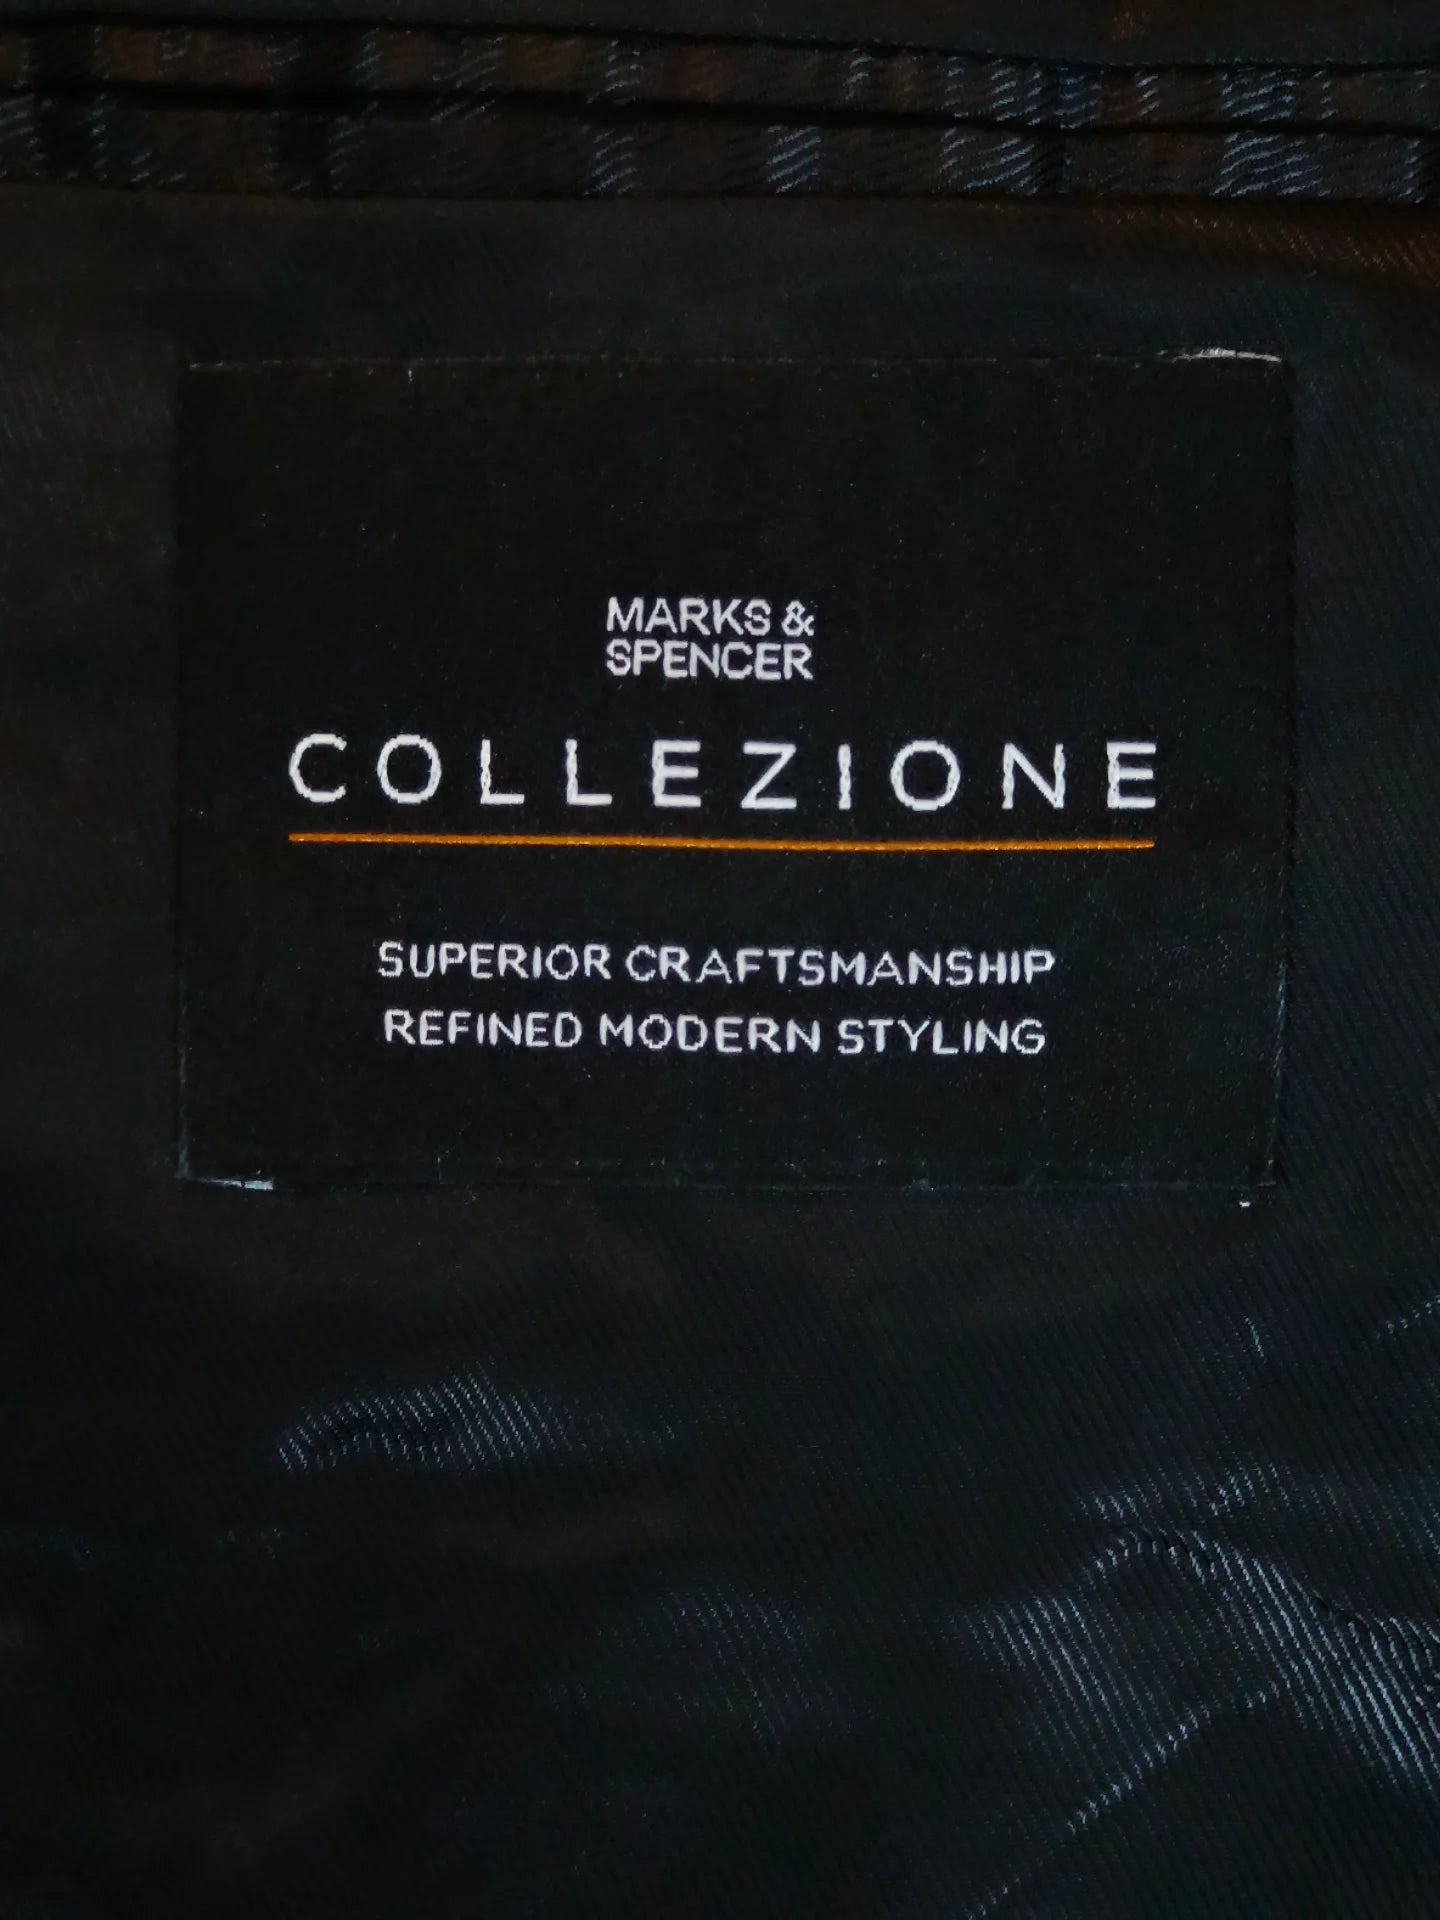 MARKS &
SPENCER
COLLEZIONE
SUPERIOR CRAFTSMANSHIP
REFINED MODERN STYLING